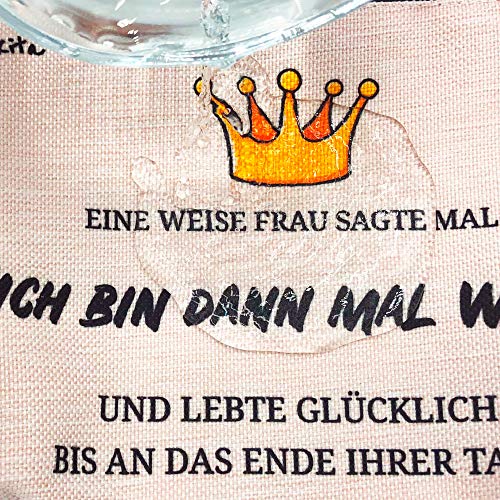 EINE WEISE FRAU SAGTE MAL
ICH BIN DANN MAL W
UND LEBTE GLÜCKLICH
BIS AN DAS ENDE IHRER TA